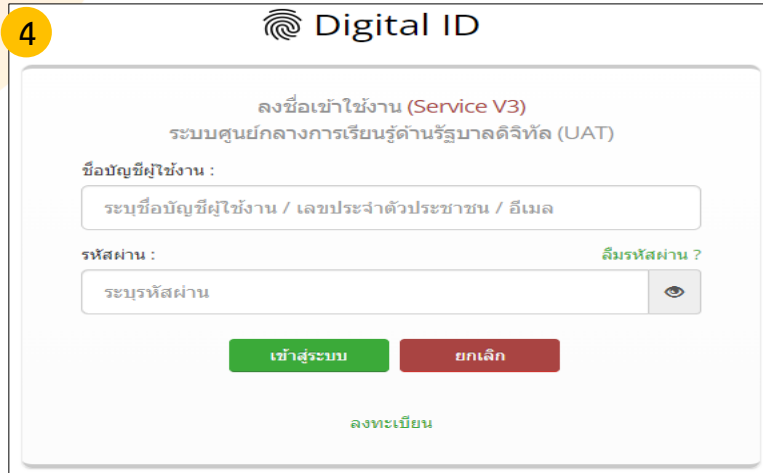 4
Digital ID
ลงชื่อเข้าใช้งาน (Service V3)
ระบบศูนย์กลางการเรียนรู้ด้านรัฐบาลดิจิทัล (UAT)
ชื่อบัญชีผู้ใช้งาน :
ระบุชื่อบัญชีผู้ใช้งาน / เลขประจำตัวประชาชน / อีเมล
รหัสผ่าน : ลืมรหัสผ่าน ?
ระบุรหัสผ่าน
เข้าสู่ระบบ ยกเลิก
ลงทะเบียน